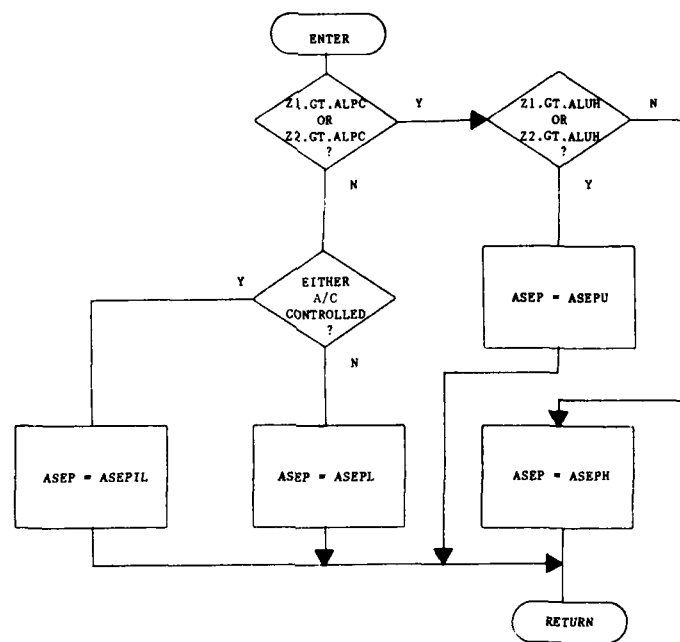 ENTER
Z1.GT.ALPC
OR
Z2.GT.ALPC
?
Y
N
Z1.GT.ALUH
OR
Z2.GT.ALUH
?
N
Y
EITHER
A/C
CONTROLLED
?
Y
N
ASEP = ASEPU
ASEP = ASEPIL
ASEP = ASEPL
ASEP = ASEPH
RETURN